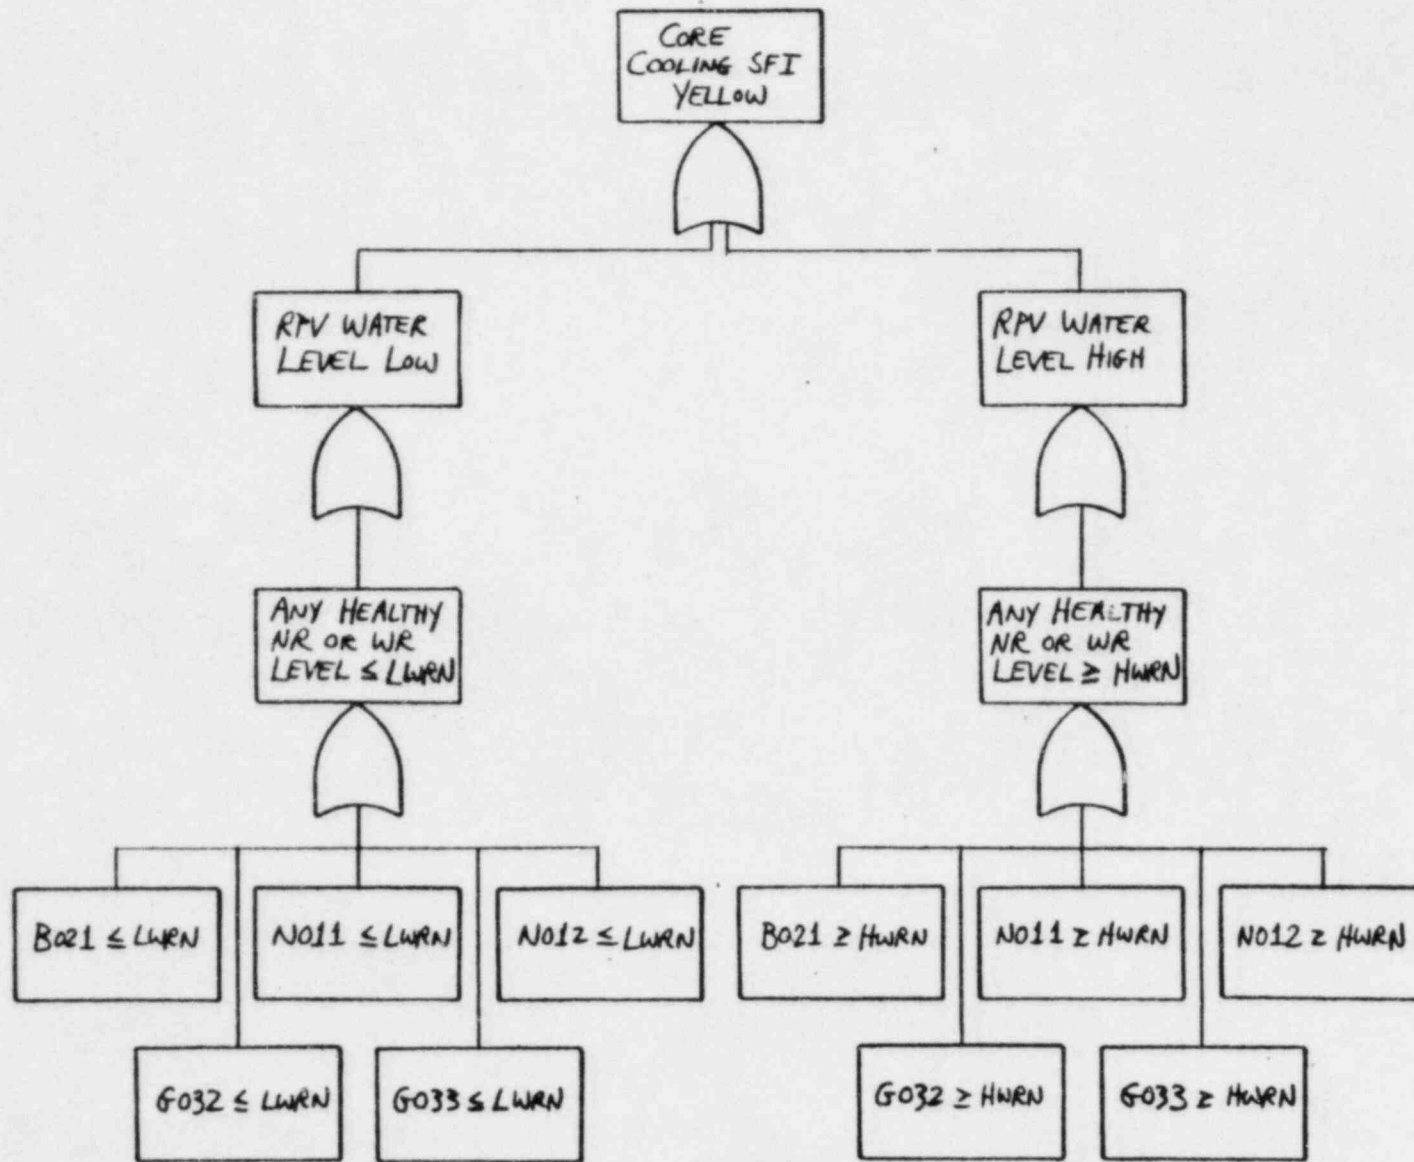 CORE
COOLING SFI
YELLOW
RPV WATER
LEVEL LOW
RPV WATER
LEVEL HIGH
ANY HEALTHY
NR OR WR
LEVEL ≤ LWRN
ANY HEALTHY
NR OR WR
LEVEL ≥ HWRN
B021 ≤ LWRN
N011 ≤ LWRN
N012 ≤ LWRN
B021 ≥ HWRN
N011 ≥ HWRN
N012 ≥ HWRN
G032 ≤ LWRN
G033 ≤ LWRN
G032 ≥ HWRN
G033 ≥ HWRN